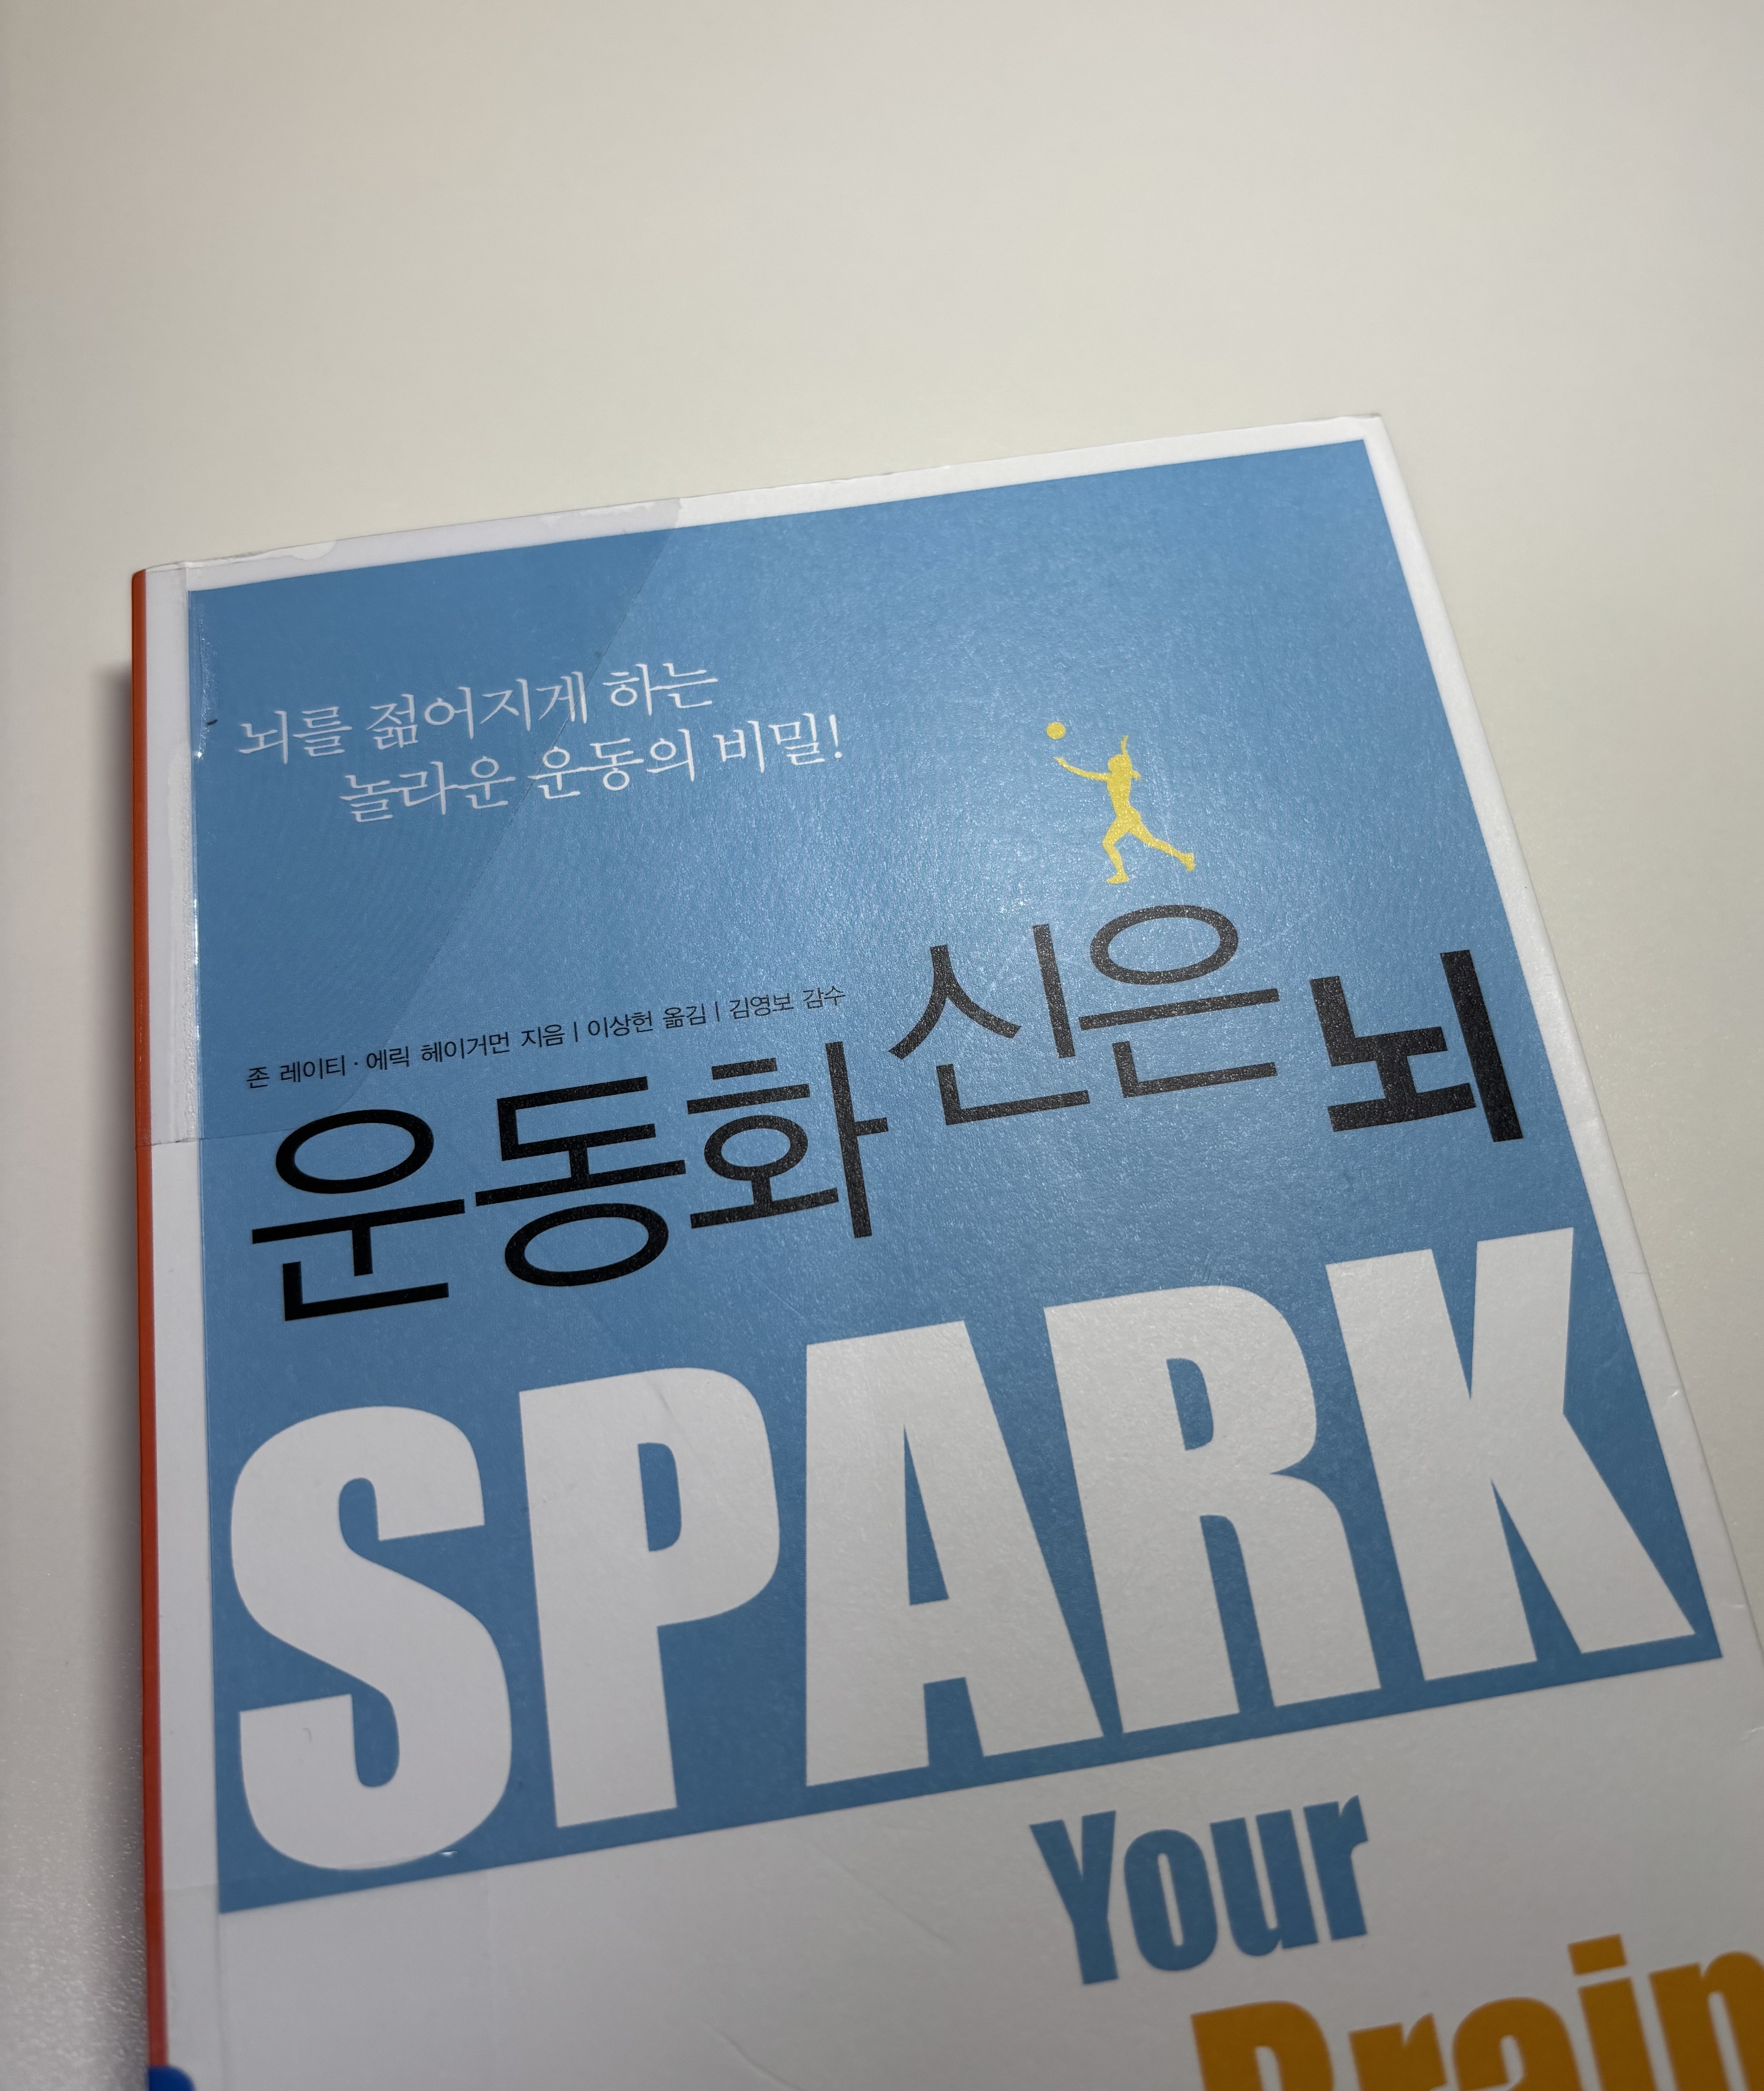 뇌를 젊어지게 하는
놀라운 운동의 비밀!
존 레이티 · 에릭 헤이거먼 지음 | 이상헌 옮김 | 김영보 감수
운동화 신은 뇌
SPARK
Your
Brain